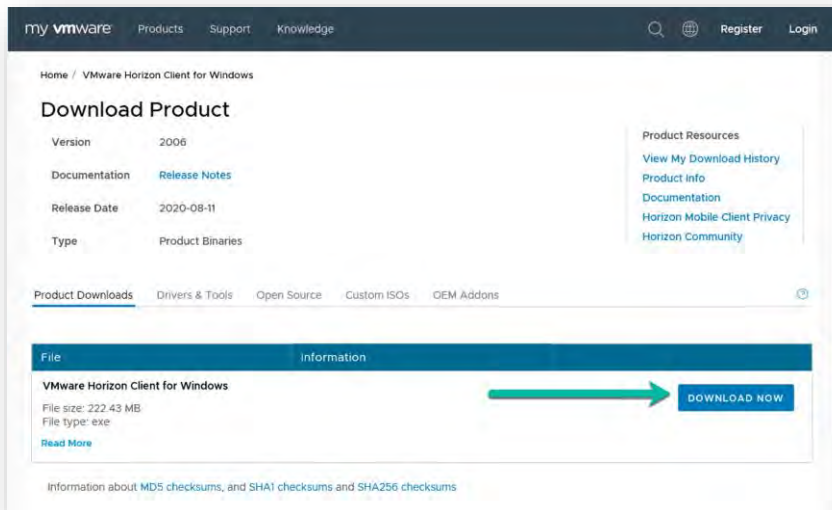 my vmware Products Support Knowledge Register Login
Home / VMware Horizon Client for Windows
Download Product
Version 2006
Documentation Release Notes
Release Date 2020-08-11
Type Product Binaries
Product Resources
View My Download History
Product Info
Documentation
Horizon Mobile Client Privacy
Horizon Community
Product Downloads Drivers & Tools Open Source Custom ISOs OEM Addons
File Information
VMware Horizon Client for Windows
File size: 222.43 MB
File type: exe
Read More
DOWNLOAD NOW
Information about MD5 checksums, and SHA1 checksums and SHA256 checksums